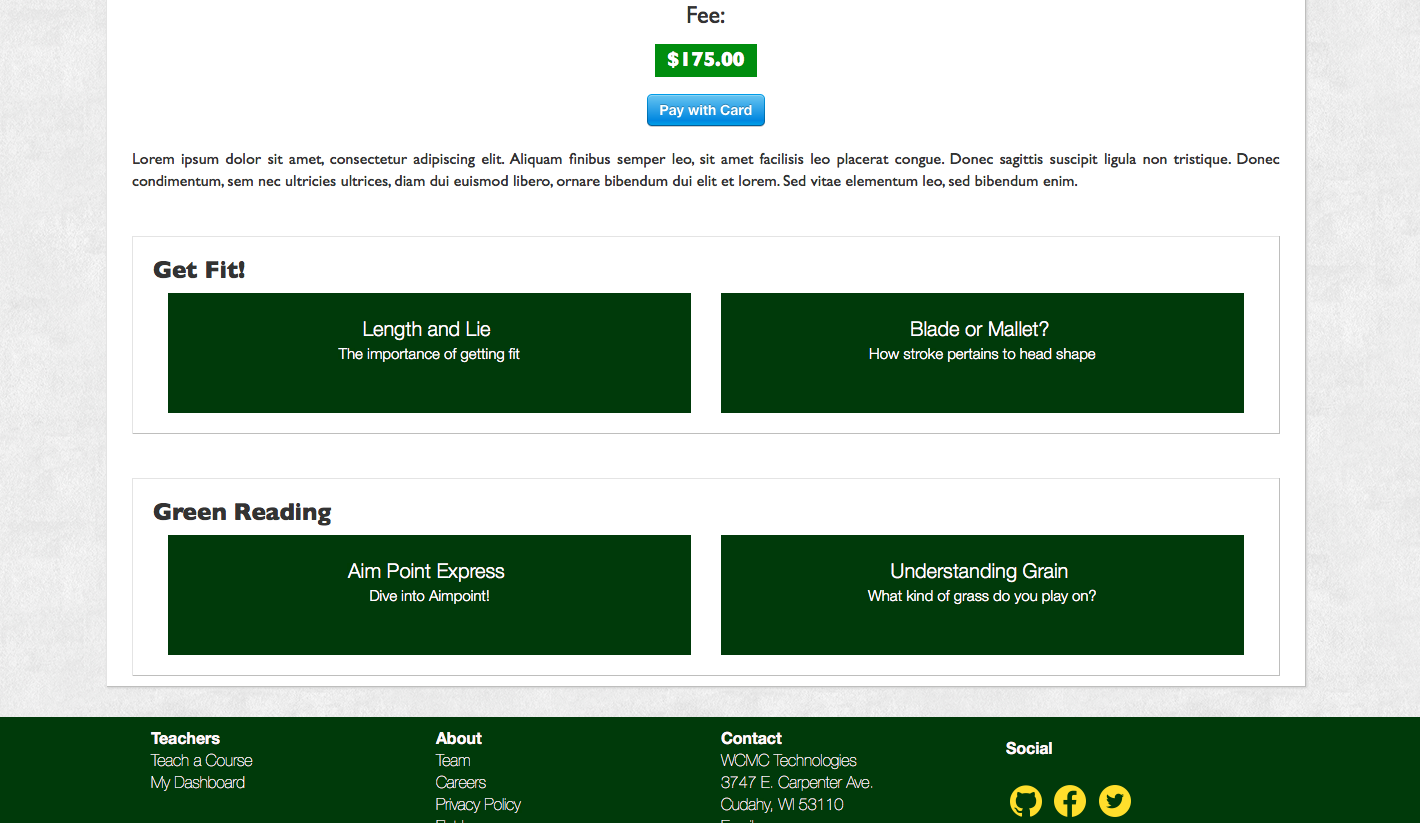 Fee:
$175.00
Pay with Card
Lorem ipsum dolor sit amet, consectetur adipiscing elit. Aliquam finibus semper leo, sit amet facilisis leo placerat congue. Donec sagittis suscipit ligula non tristique. Donec
condimentum, sem nec ultricies ultrices, diam dui euismod libero, ornare bibendum dui elit et lorem. Sed vitae elementum leo, sed bibendum enim.
Get Fit!
Length and Lie
The importance of getting fit
Blade or Mallet?
How stroke pertains to head shape
Green Reading
Aim Point Express
Dive into Aimpoint!
Understanding Grain
What kind of grass do you play on?
Teachers
Teach a Course
My Dashboard
About
Team
Careers
Privacy Policy
Contact
WCMC Technologies
3747 E. Carpenter Ave.
Cudahy, WI 53110
Social